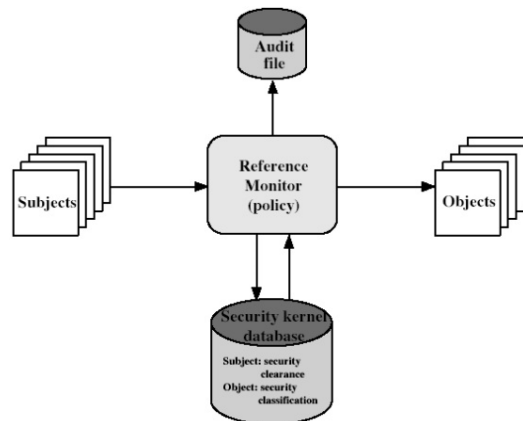 Audit
file
Subjects
Reference
Monitor
(policy)
Objects
Security kernel
database
Subject: security
clearance
Object: security
classification